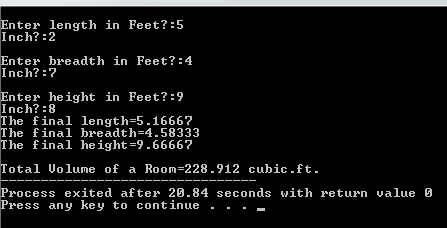 Enter length in Feet?:5
Inch?:2
Enter breadth in Feet?:4
Inch?:7
Enter height in Feet?:9
Inch?:8
The final length=5.16667
The final breadth=4.58333
The final height=9.66667
Total Volume of a Room=228.912 cubic.ft.
--------------------------------
Process exited after 20.84 seconds with return value 0
Press any key to continue . . . _